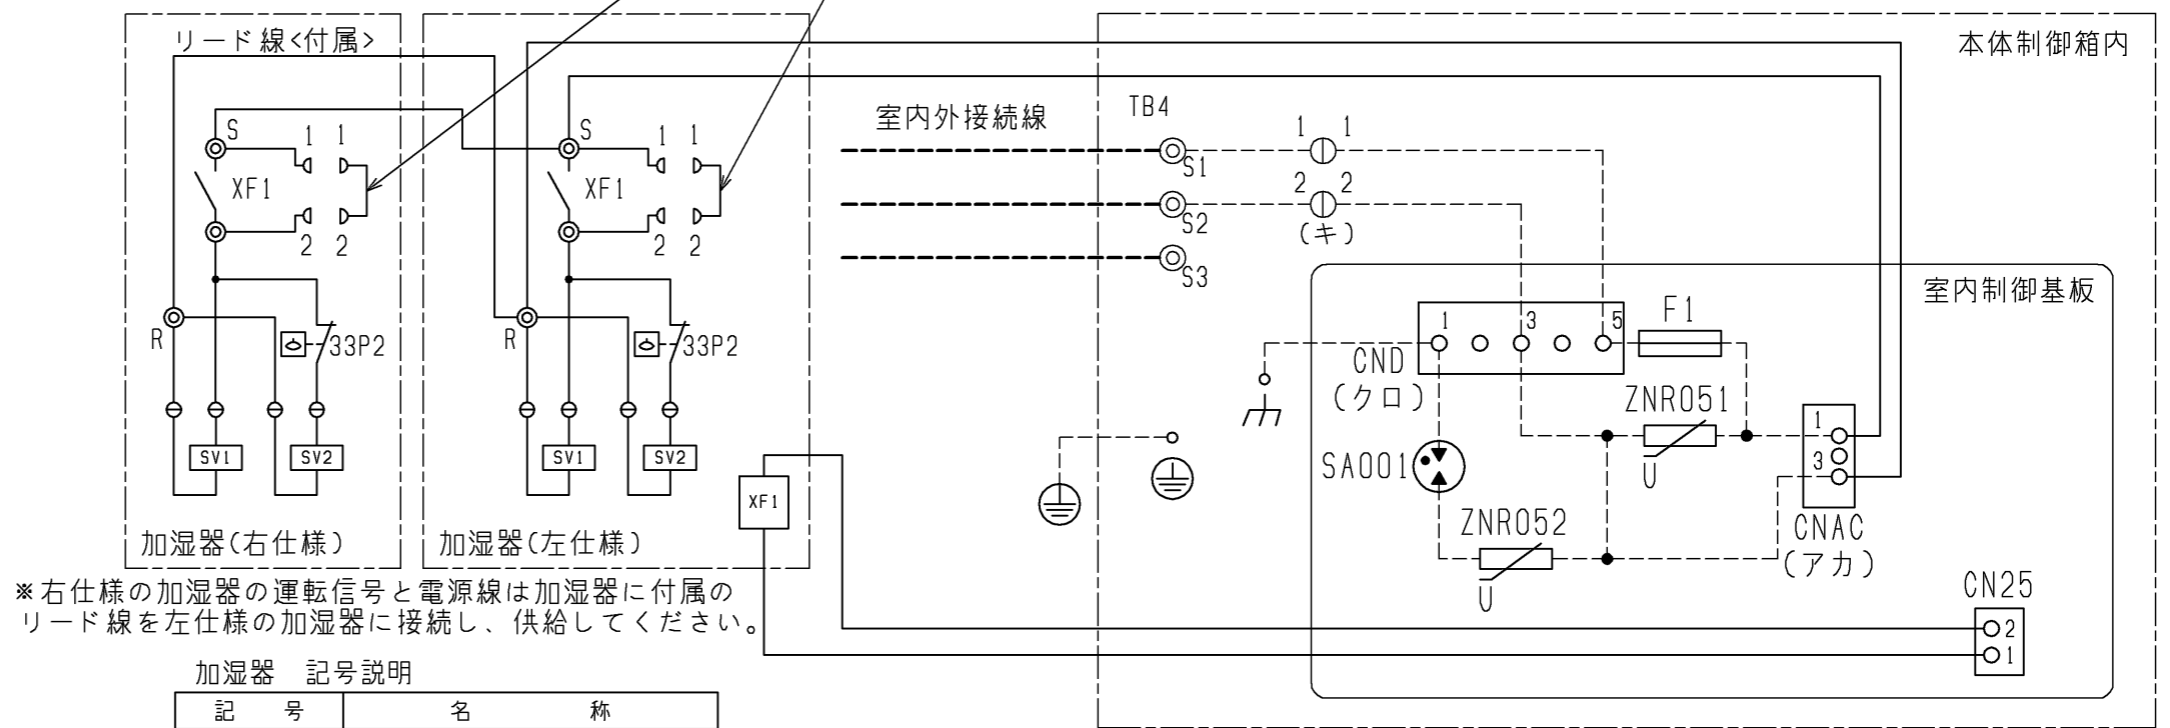 リード線<付属>
本体制御箱内
室内外接続線
TB4
S
1
1
XF1
2
2
R
33P2
SV1
SV2
加湿器(右仕様)
S
1
1
XF1
2
2
R
33P2
SV1
SV2
XF1
加湿器(左仕様)
S1
1
1
S2
2
2
(キ)
S3
室内制御基板
1
3
5
F1
CND
(クロ)
ZNR051
U
SA001
ZNR052
U
1
3
CNAC
(アカ)
CN25
2
1
※右仕様の加湿器の運転信号と電源線は加湿器に付属の
リード線を左仕様の加湿器に接続し、供給してください。
加湿器 記号説明
記 号
名 称